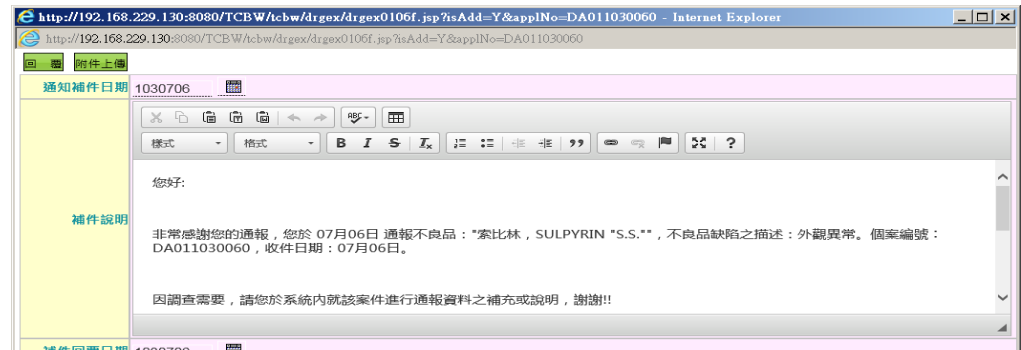 http://192.168.229.130:8080/TCBW/tcbw/drgex/drgex0106f.jsp?isAdd=Y&applNo=DA011030060 - Internet Explorer
http://192.168.229.130:8080/TCBW/tcbw/drgex/drgex0106f.jsp?isAdd=Y&applNo=DA011030060
回 覆 附件上傳
通知補件日期 1030706
ABC
樣式 格式 B I S Ix ?
您好:
補件說明
非常感謝您的通報，您於 07月06日 通報不良品："索比林，SULPYRIN "S.S.""，不良品缺陷之描述：外觀異常。個案編號：
DA011030060，收件日期：07月06日。
因調查需要，請您於系統內就該案件進行通報資料之補充或說明，謝謝!!